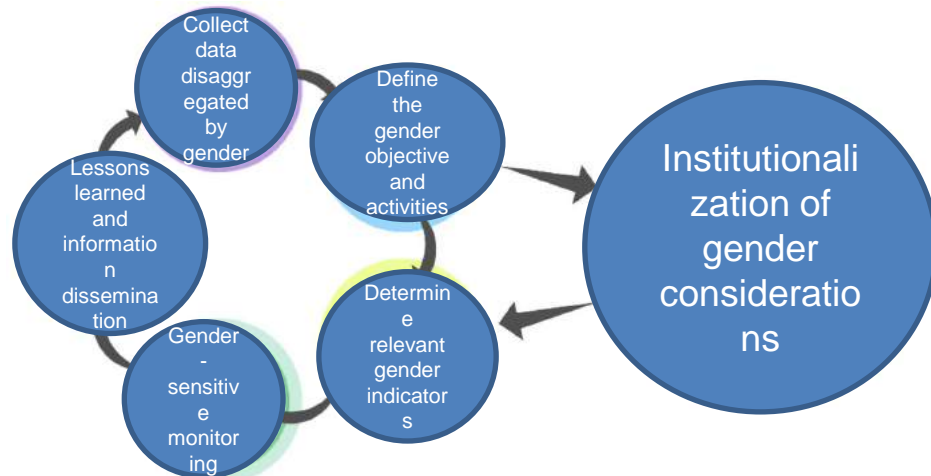 Collect
data
disaggr
egated
by
gender
Define
the
gender
objective
and
activities
Institutionali
zation of
gender
consideratio
ns
Determin
e
relevant
gender
indicator
s
Gender
-
sensitiv
e
monitor
ing
Lessons
learned
and
informatio
n
dissemina
tion